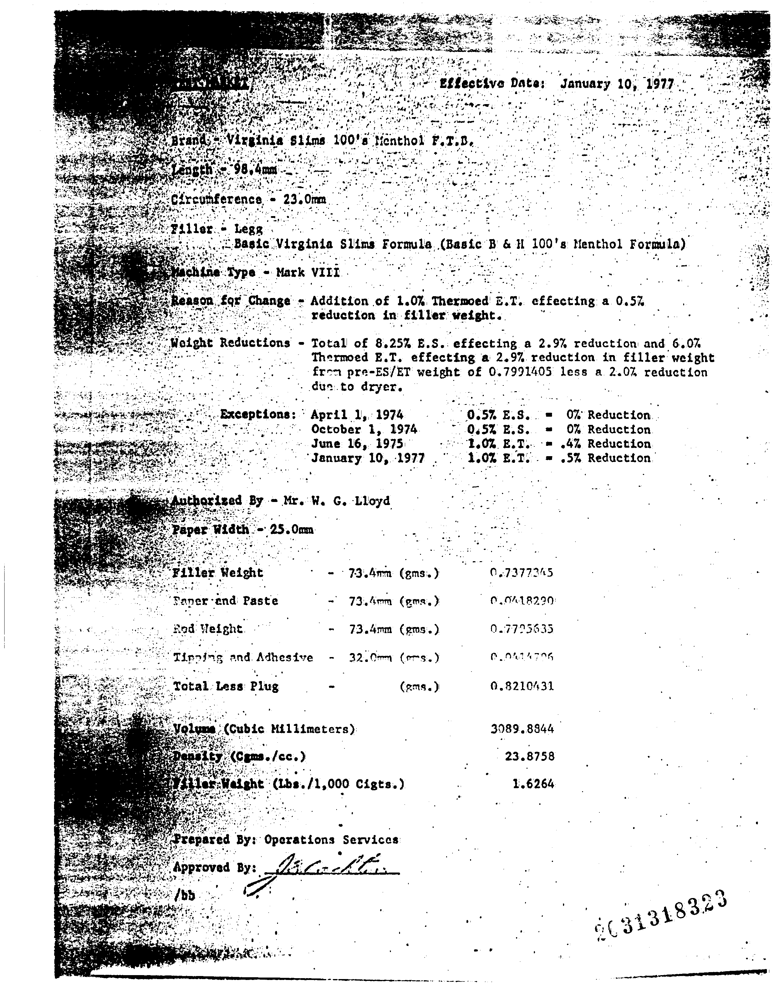 Effective Date: January 10, 1977
Brand - Virginia Slims 100's Menthol F.T.B.
Length - 98.4mm
Circumference - 23.0mm
Filler - Legg
Basic Virginia Slims Formula (Basic B & H 100's Menthol Formula)
Machine Type - Mark VIII
Reason for Change - Addition of 1.0% Thermoed E.T. effecting a 0.5%
reduction in filler weight.
Weight Reductions - Total of 8.25% E.S. effecting a 2.9% reduction and 6.0%
Thermoed E.T. effecting a 2.9% reduction in filler weight
from pre-ES/ET weight of 0.7991405 less a 2.0% reduction
due to dryer.
Exceptions: April 1, 1974 0.5% E.S. = 0% Reduction
October 1, 1974 0.5% E.S. = 0% Reduction
June 16, 1975 1.0% E.T. = .4% Reduction
January 10, 1977 1.0% E.T. = .5% Reduction
Authorized By - Mr. W. G. Lloyd
Paper Width - 25.0mm
Filler Weight - 73.4mm (gms.) 0.7377345
Paper and Paste - 73.4mm (gms.) 0.0418290
Rod Weight - 73.4mm (gms.) 0.7795635
Tipping and Adhesive - 32.0mm (gms.)
Total Less Plug - (gms.) 0.8210431
Volume (Cubic Millimeters) 3089.8844
Density (Cgms./cc.) 23.8758
Filler Weight (Lbs./1,000 Cigts.) 1.6264
Prepared By: Operations Services
Approved By:
/bb
2031318323